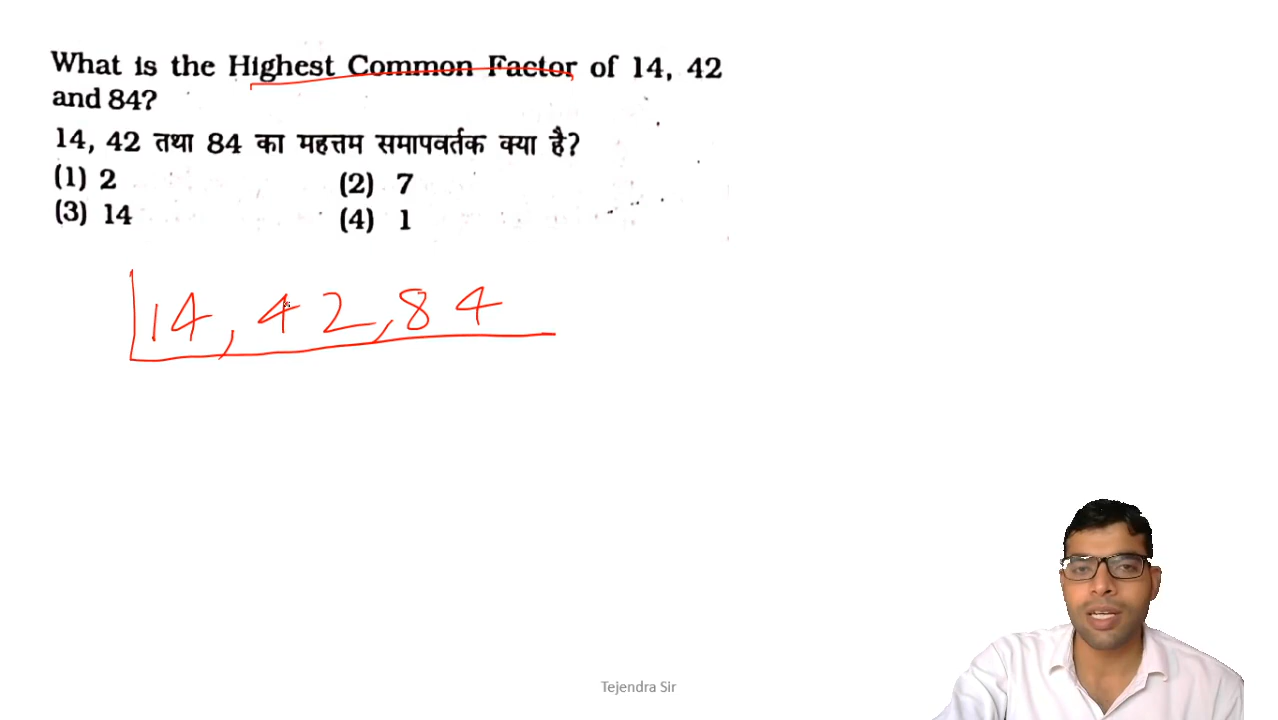 What is the Highest Common Factor of 14, 42
and 84?
14, 42 तथा 84 का महत्तम समापवर्तक क्या है?
(1) 2 (2) 7
(3) 14 (4) 1
14, 42, 84
Tejendra Sir